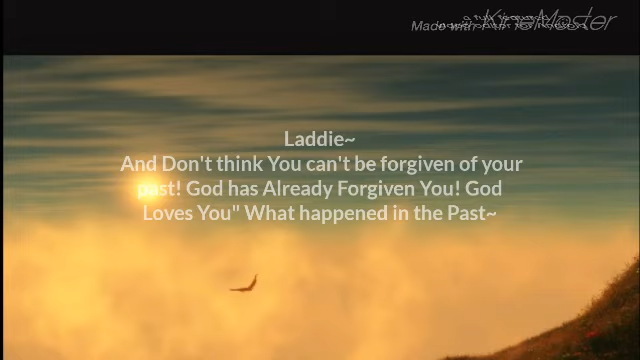 Made with KineMaster
Laddie~
And Don't think You can't be forgiven of your
past! God has Already Forgiven You! God
Loves You" What happened in the Past~